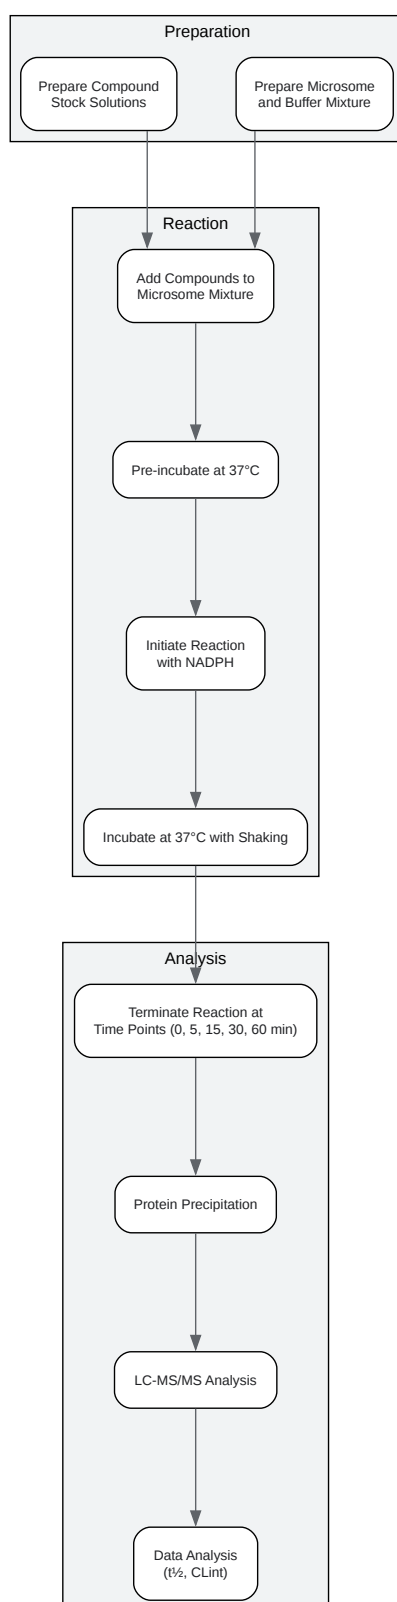 Preparation
Prepare Compound
Stock Solutions
Prepare Microsome
and Buffer Mixture
Reaction
Add Compounds to
Microsome Mixture
Pre-incubate at 37°C
Initiate Reaction
with NADPH
Incubate at 37°C with Shaking
Analysis
Terminate Reaction at
Time Points (0, 5, 15, 30, 60 min)
Protein Precipitation
LC-MS/MS Analysis
Data Analysis
(t½, CLint)